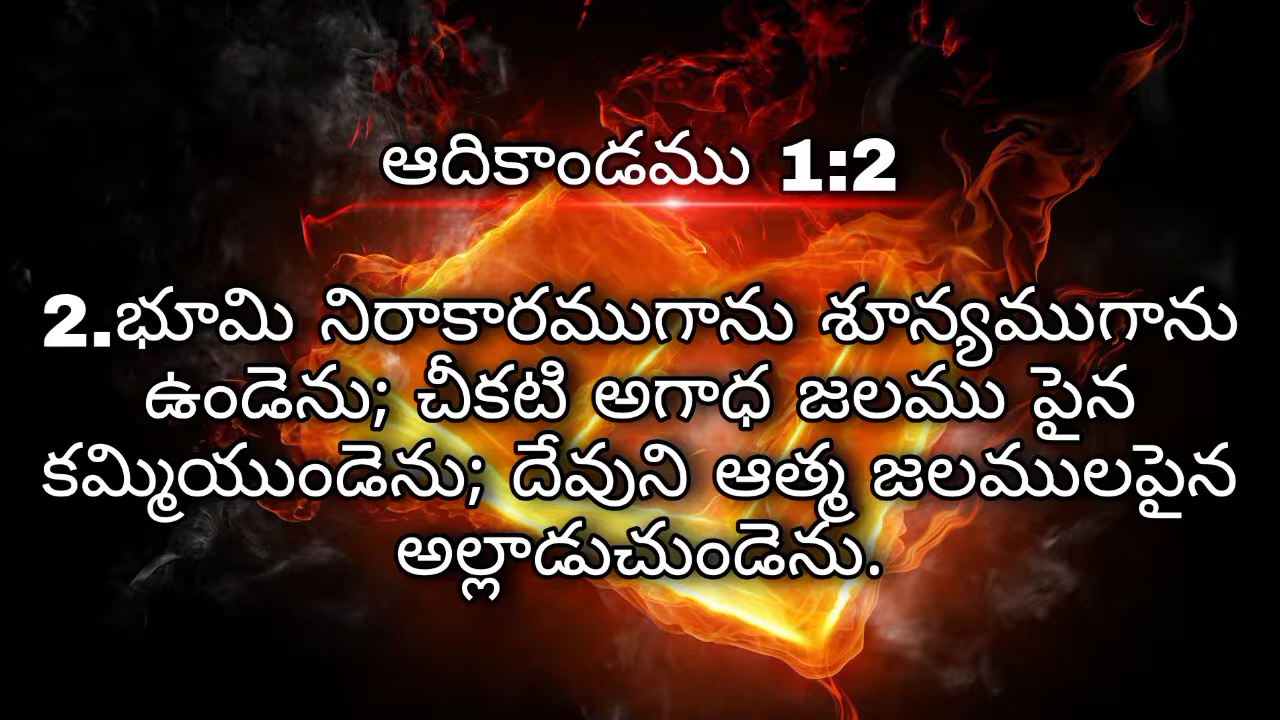 ఆదికాండము 1:2
2.భూమి నిరాకారముగాను శూన్యముగాను
ఉండెను; చీకటి అగాధ జలము పైన
కమ్మియుండెను; దేవుని ఆత్మ జలములపైన
అల్లాడుచుండెను.